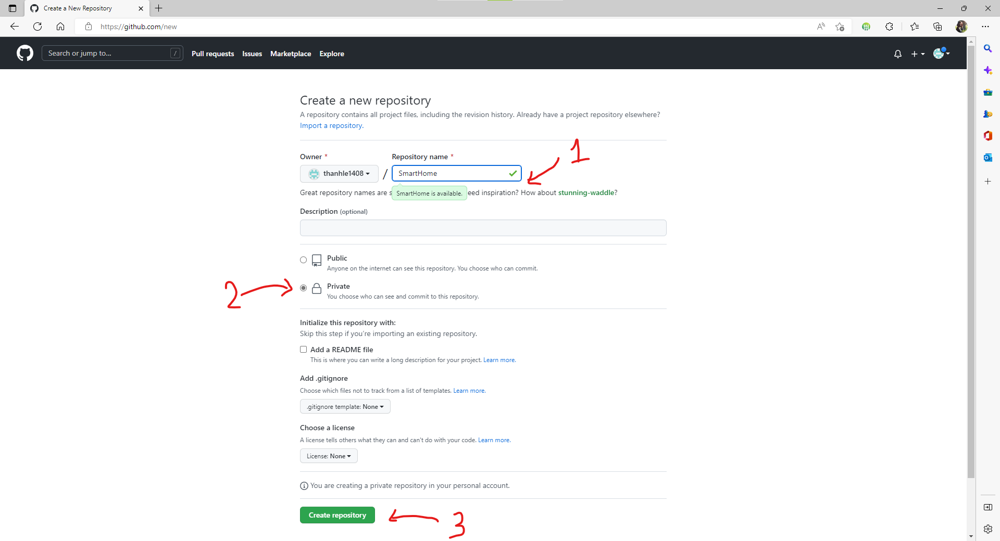 Create a New Repository
https://github.com/new
Search or jump to... /
Pull requests Issues Marketplace Explore
Create a new repository
A repository contains all project files, including the revision history. Already have a project repository elsewhere?
Import a repository.
1
Owner * Repository name *
thanhle1408 / SmartHome
Great repository names are s SmartHome is available. eed inspiration? How about stunning-waddle?
Description (optional)
Public
Anyone on the internet can see this repository. You choose who can commit.
2
Private
You choose who can see and commit to this repository.
Initialize this repository with:
Skip this step if you're importing an existing repository.
Add a README file
This is where you can write a long description for your project. Learn more.
Add .gitignore
Choose which files not to track from a list of templates. Learn more.
.gitignore template: None
Choose a license
A license tells others what they can and can't do with your code. Learn more.
License: None
You are creating a private repository in your personal account.
Create repository
3